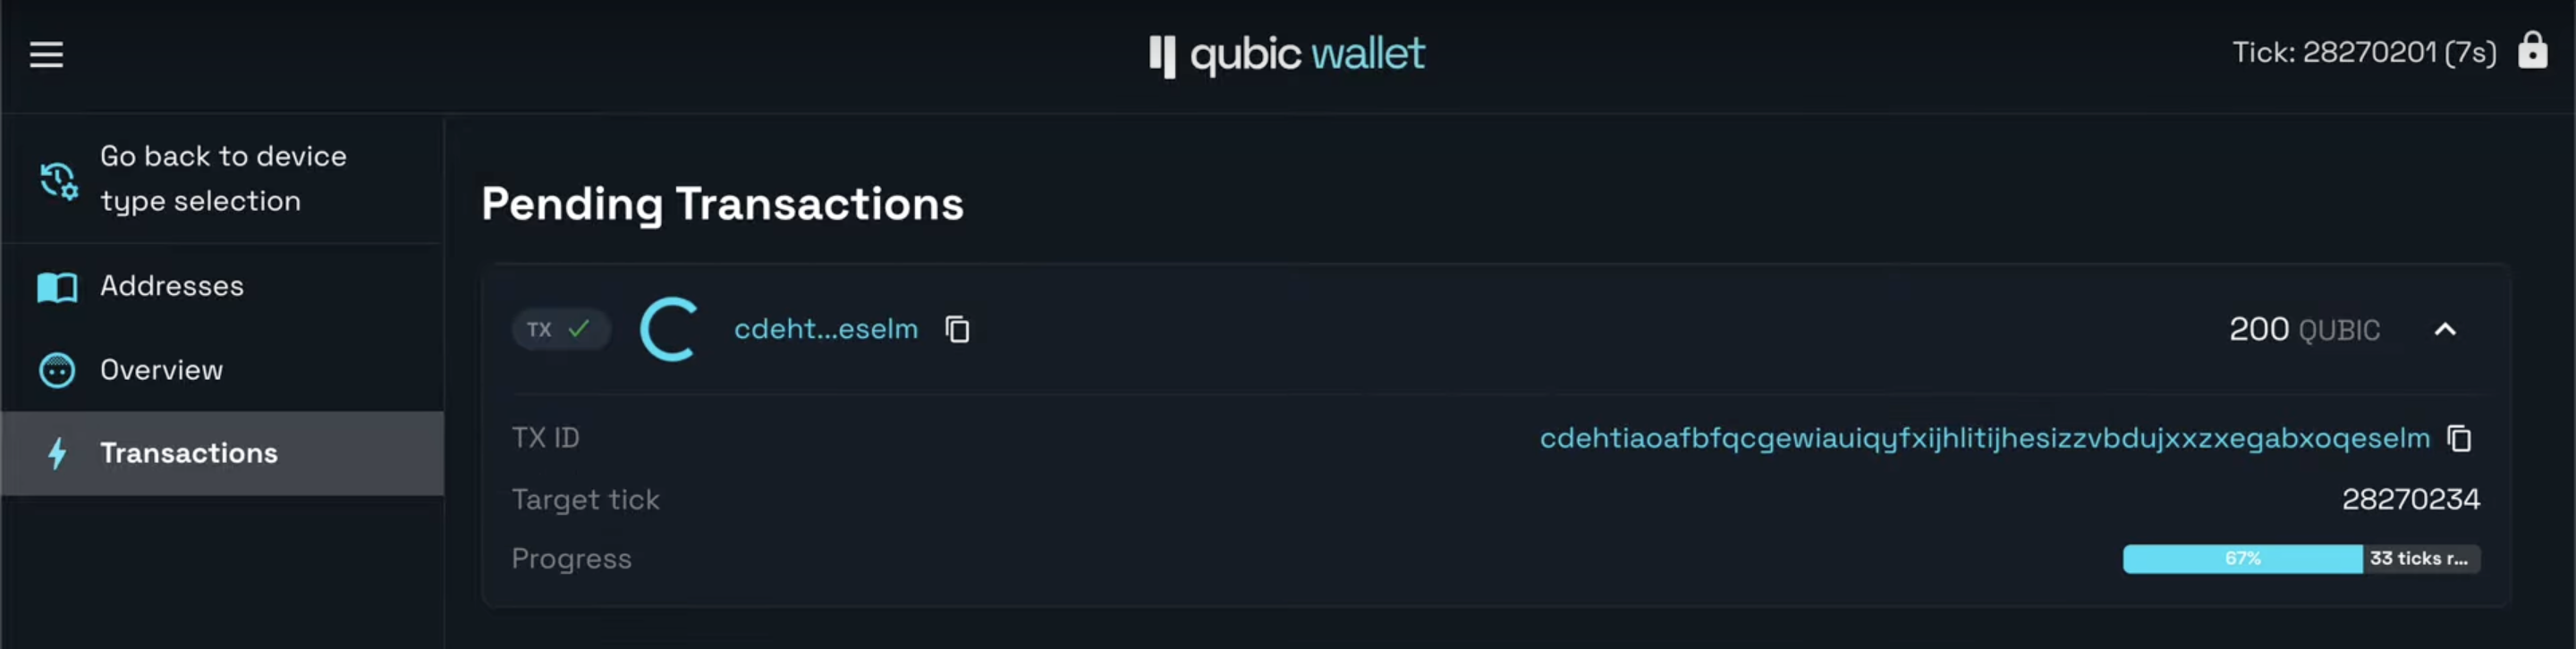 qubic wallet
Tick: 28270201 (7s)
Go back to device
type selection
Addresses
Overview
Transactions
Pending Transactions
TX
cdeht...eselm
200 QUBIC
TX ID
cdehtiaoafbfqcgewiauiqyfxijhlitijhesizzvbdujxxzxegabxoqeselm
Target tick
28270234
Progress
67%
33 ticks r...